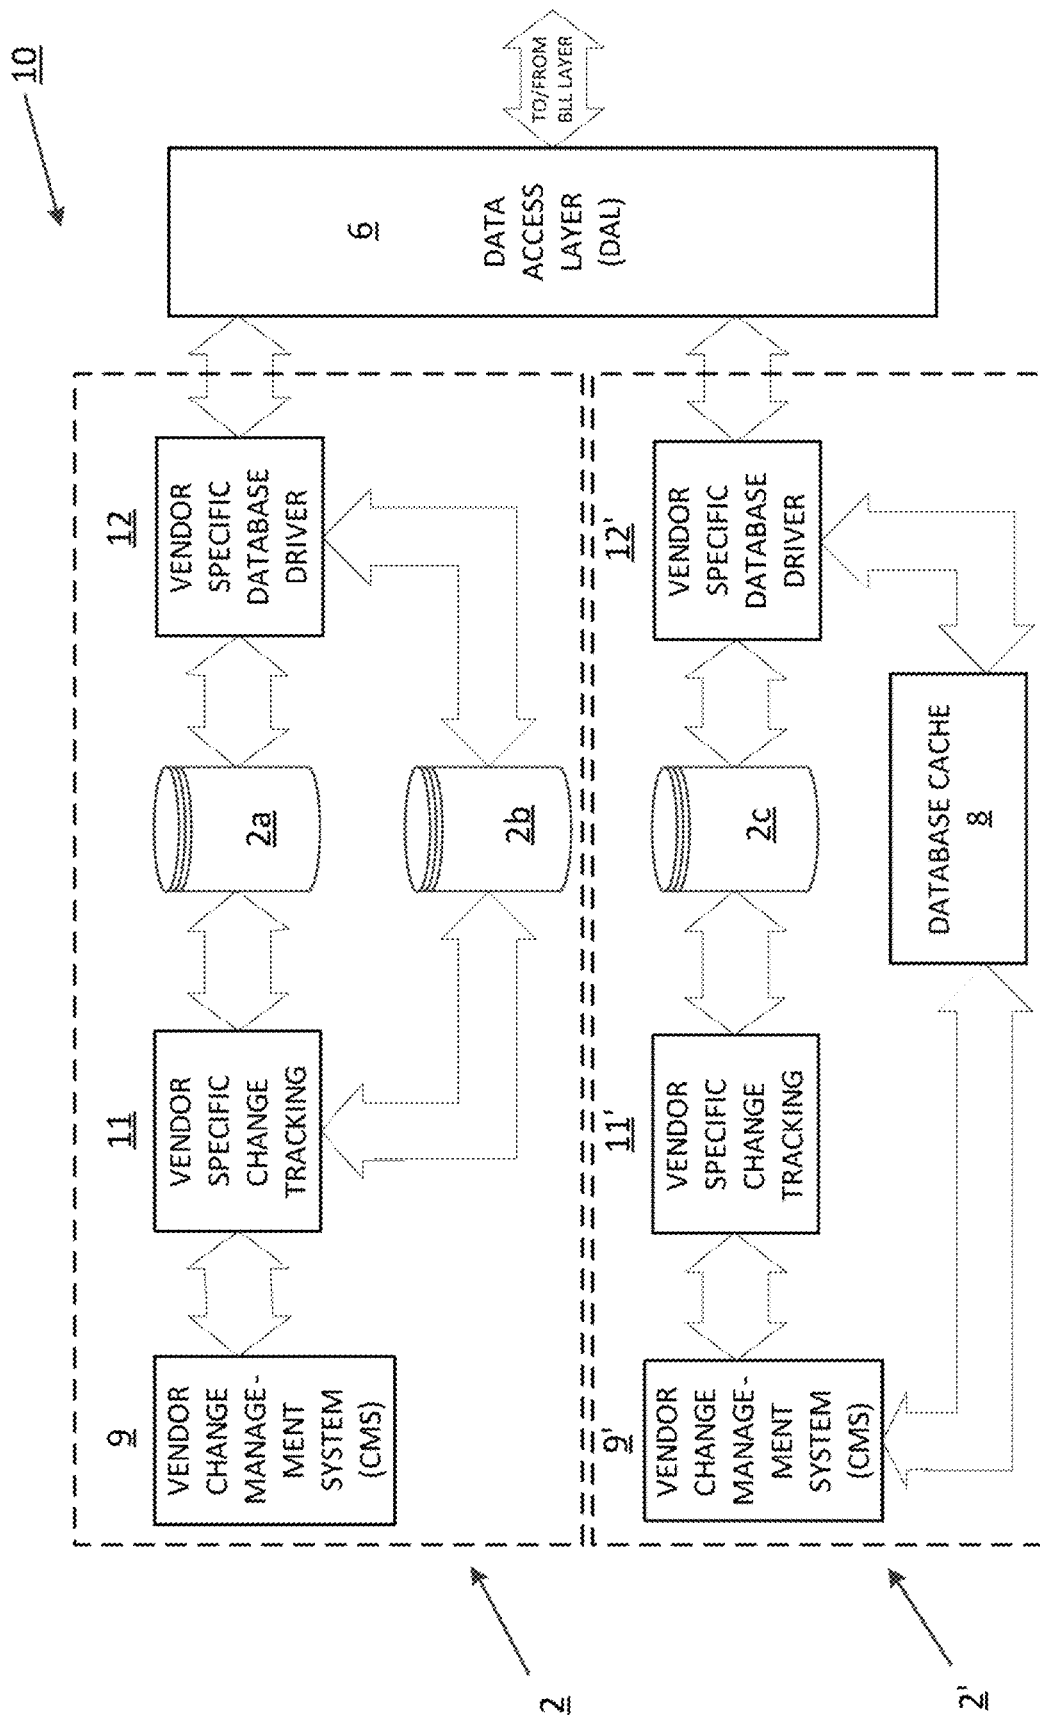 10
TO/FROM
BLL LAYER
6
DATA
ACCESS
LAYER
(DAL)
2
9
VENDOR
CHANGE
MANAGE-
MENT
SYSTEM
(CMS)
11
VENDOR
SPECIFIC
CHANGE
TRACKING
2a
2b
12
VENDOR
SPECIFIC
DATABASE
DRIVER
2'
9'
VENDOR
CHANGE
MANAGE-
MENT
SYSTEM
(CMS)
11'
VENDOR
SPECIFIC
CHANGE
TRACKING
2c
12'
VENDOR
SPECIFIC
DATABASE
DRIVER
DATABASE CACHE
8